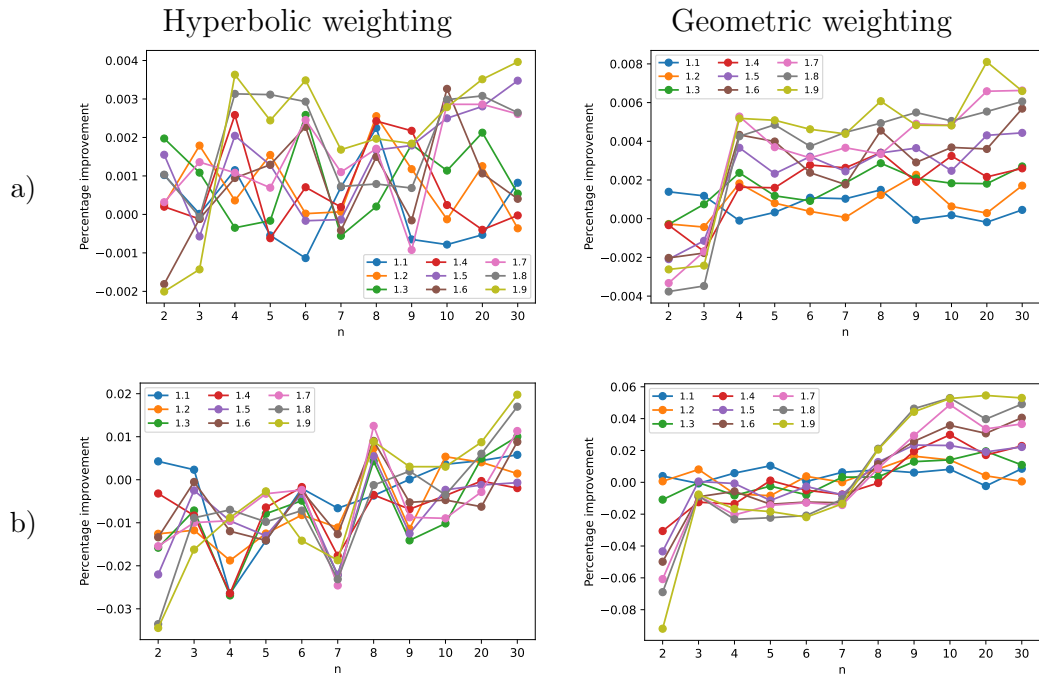 Hyperbolic weighting
Geometric weighting
a)
Percentage improvement
0.004
0.003
0.002
0.001
0.000
−0.001
−0.002
2 3 4 5 6 7 8 9 10 20 30
n
1.1 1.4 1.7
1.2 1.5 1.8
1.3 1.6 1.9
Percentage improvement
0.008
0.006
0.004
0.002
0.000
−0.002
−0.004
2 3 4 5 6 7 8 9 10 20 30
n
1.1 1.4 1.7
1.2 1.5 1.8
1.3 1.6 1.9
b)
Percentage improvement
0.02
0.01
0.00
−0.01
−0.02
−0.03
2 3 4 5 6 7 8 9 10 20 30
n
1.1 1.4 1.7
1.2 1.5 1.8
1.3 1.6 1.9
Percentage improvement
0.06
0.04
0.02
0.00
−0.02
−0.04
−0.06
−0.08
2 3 4 5 6 7 8 9 10 20 30
n
1.1 1.4 1.7
1.2 1.5 1.8
1.3 1.6 1.9